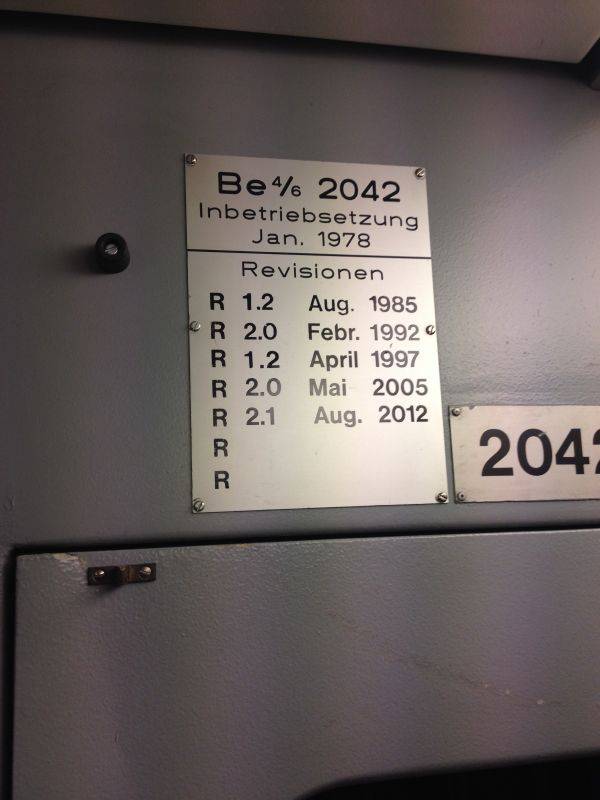 Be 4/6 2042
Inbetriebsetzung
Jan. 1978
Revisionen
R 1.2 Aug. 1985
R 2.0 Febr. 1992
R 1.2 April 1997
R 2.0 Mai 2005
R 2.1 Aug. 2012
R
R
2042